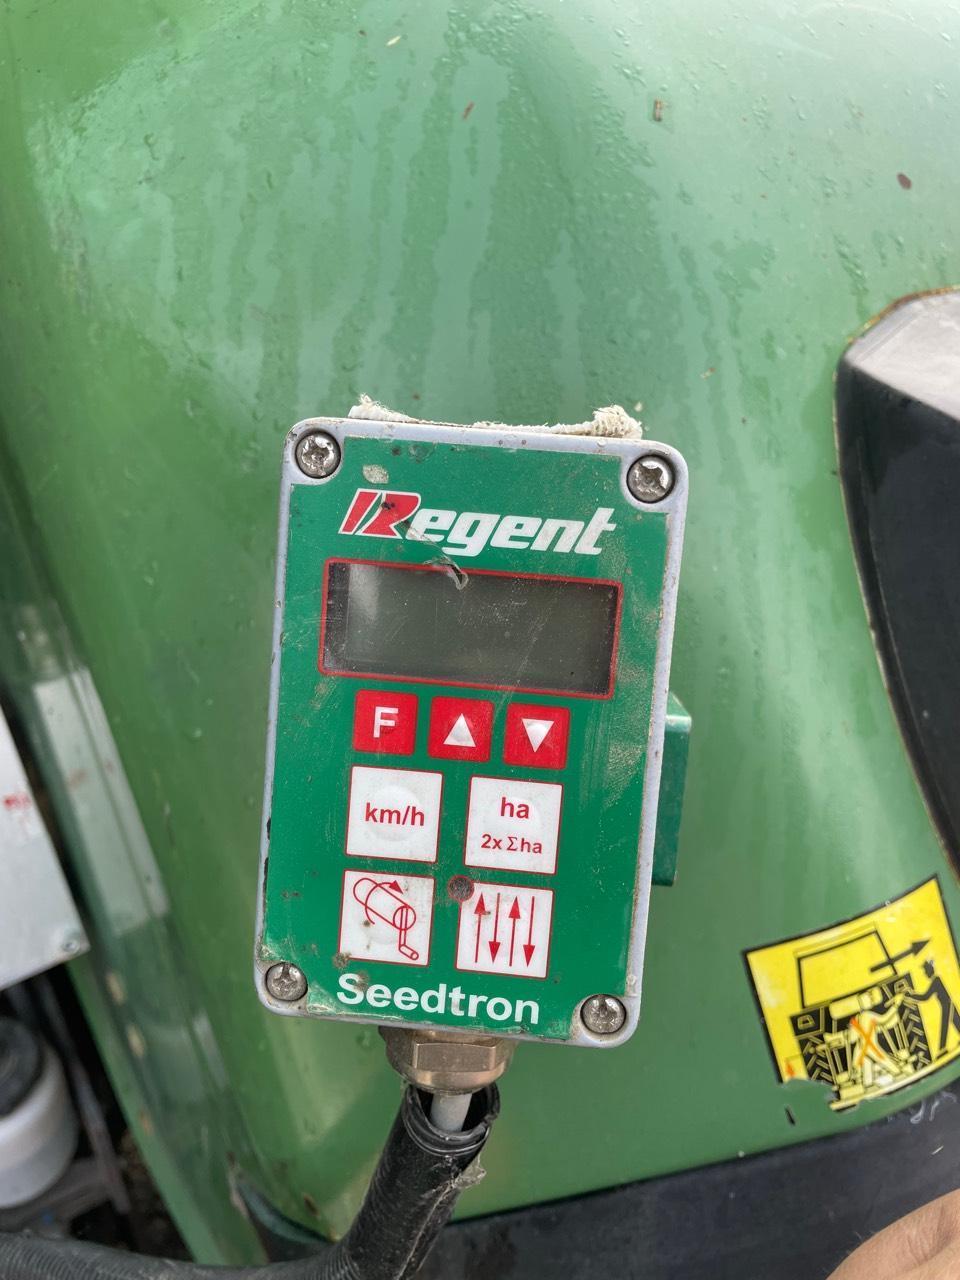 Regent
F
km/h
ha
2x Σha
Seedtron